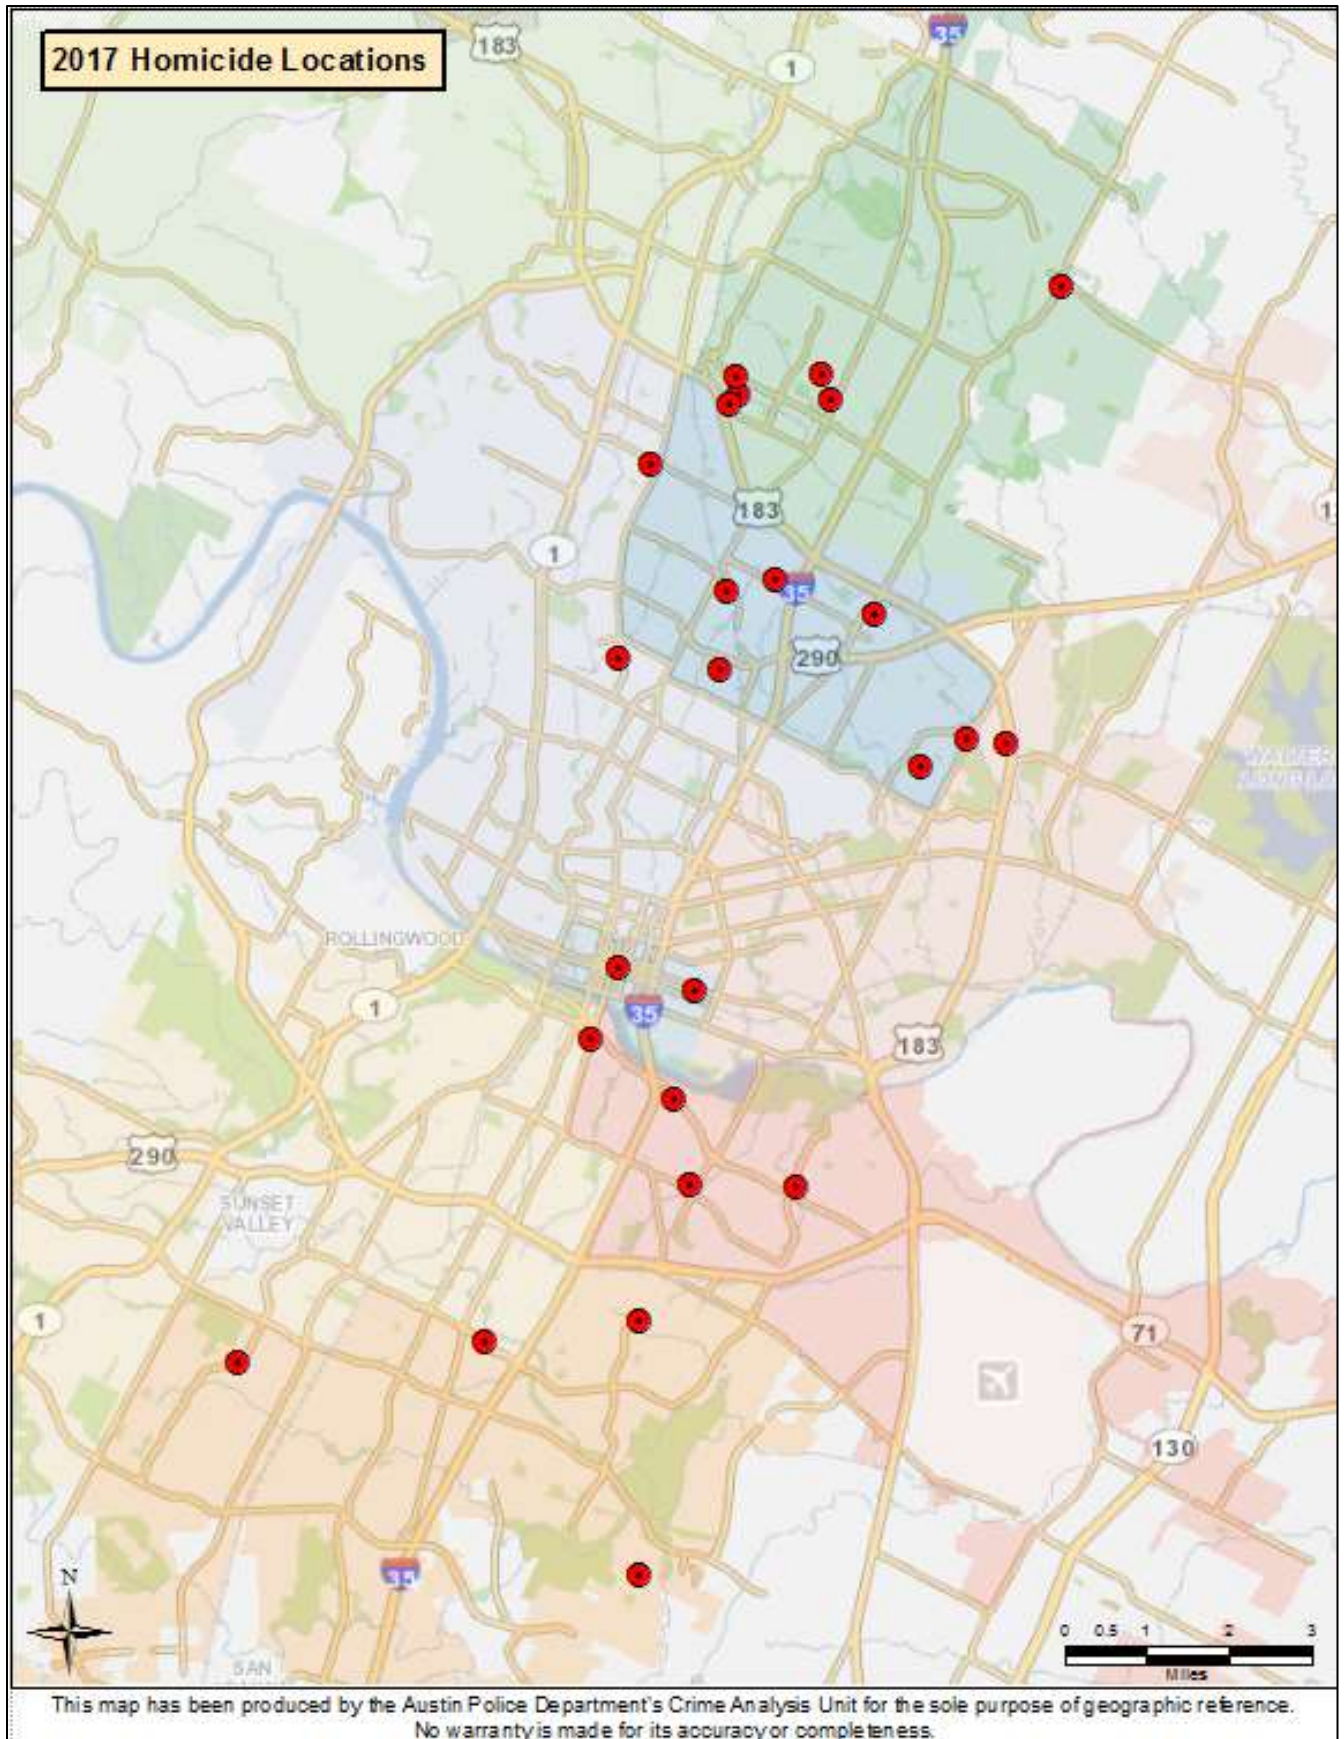 2017 Homicide Locations
183
35
1
183
1
35
290
ROLLINGWOOD
1
35
183
290
SUNSET
VALLEY
1
71
130
35
N
SAN
0 0.5 1 2 3
Miles
This map has been produced by the Austin Police Department's Crime Analysis Unit for the sole purpose of geographic reference.
No warranty is made for its accuracy or completeness.